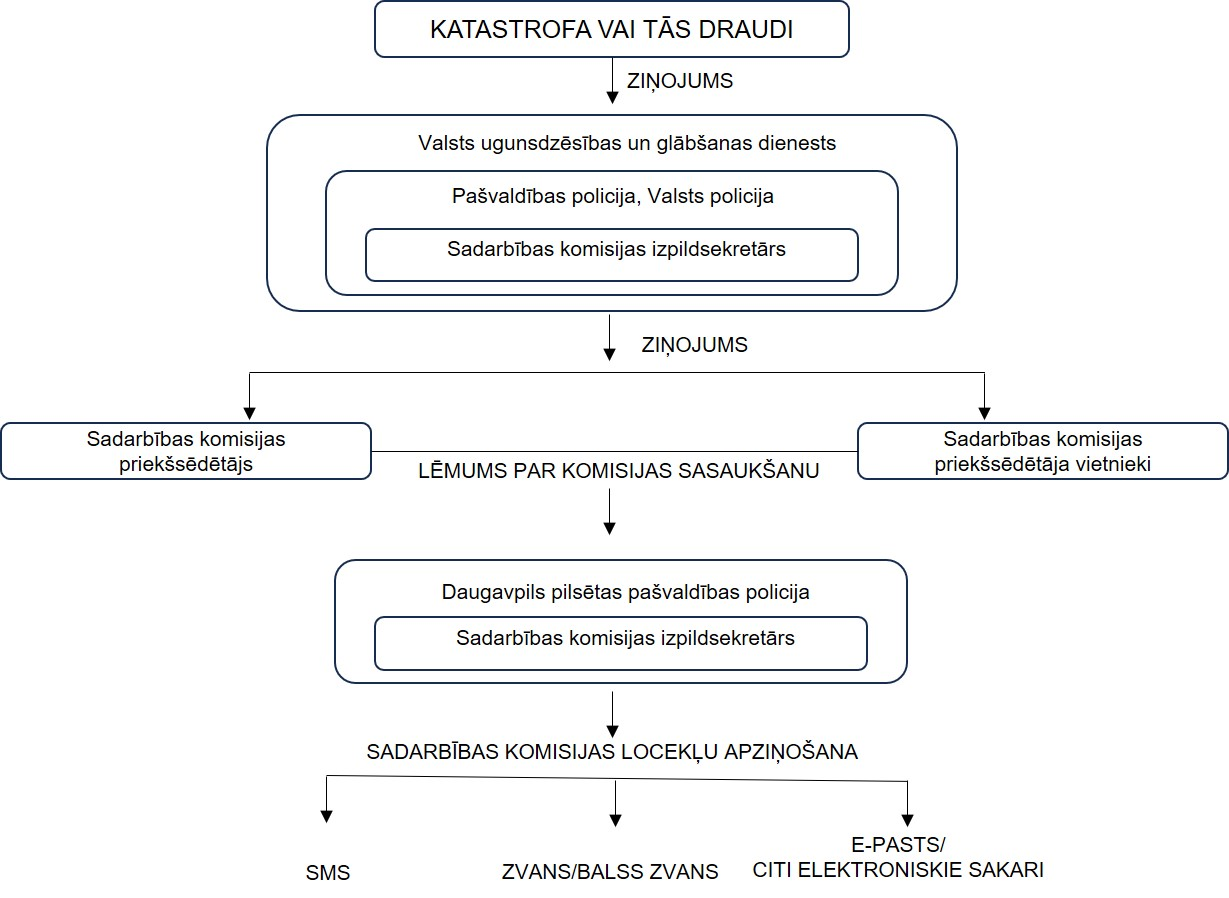 KATASTROFA VAI TĀS DRAUDI
ZIŅOJUMS
Valsts ugunsdzēsības un glābšanas dienests
Pašvaldības policija, Valsts policija
Sadarbības komisijas izpildsekretārs
ZIŅOJUMS
Sadarbības komisijas
priekšsēdētājs
Sadarbības komisijas
priekšsēdētāja vietnieki
LĒMUMS PAR KOMISIJAS SASAUKŠANU
Daugavpils pilsētas pašvaldības policija
Sadarbības komisijas izpildsekretārs
SADARBĪBAS KOMISIJAS LOCEKĻU APZIŅOŠANA
SMS
ZVANS/BALSS ZVANS
E-PASTS/
CITI ELEKTRONISKIE SAKARI